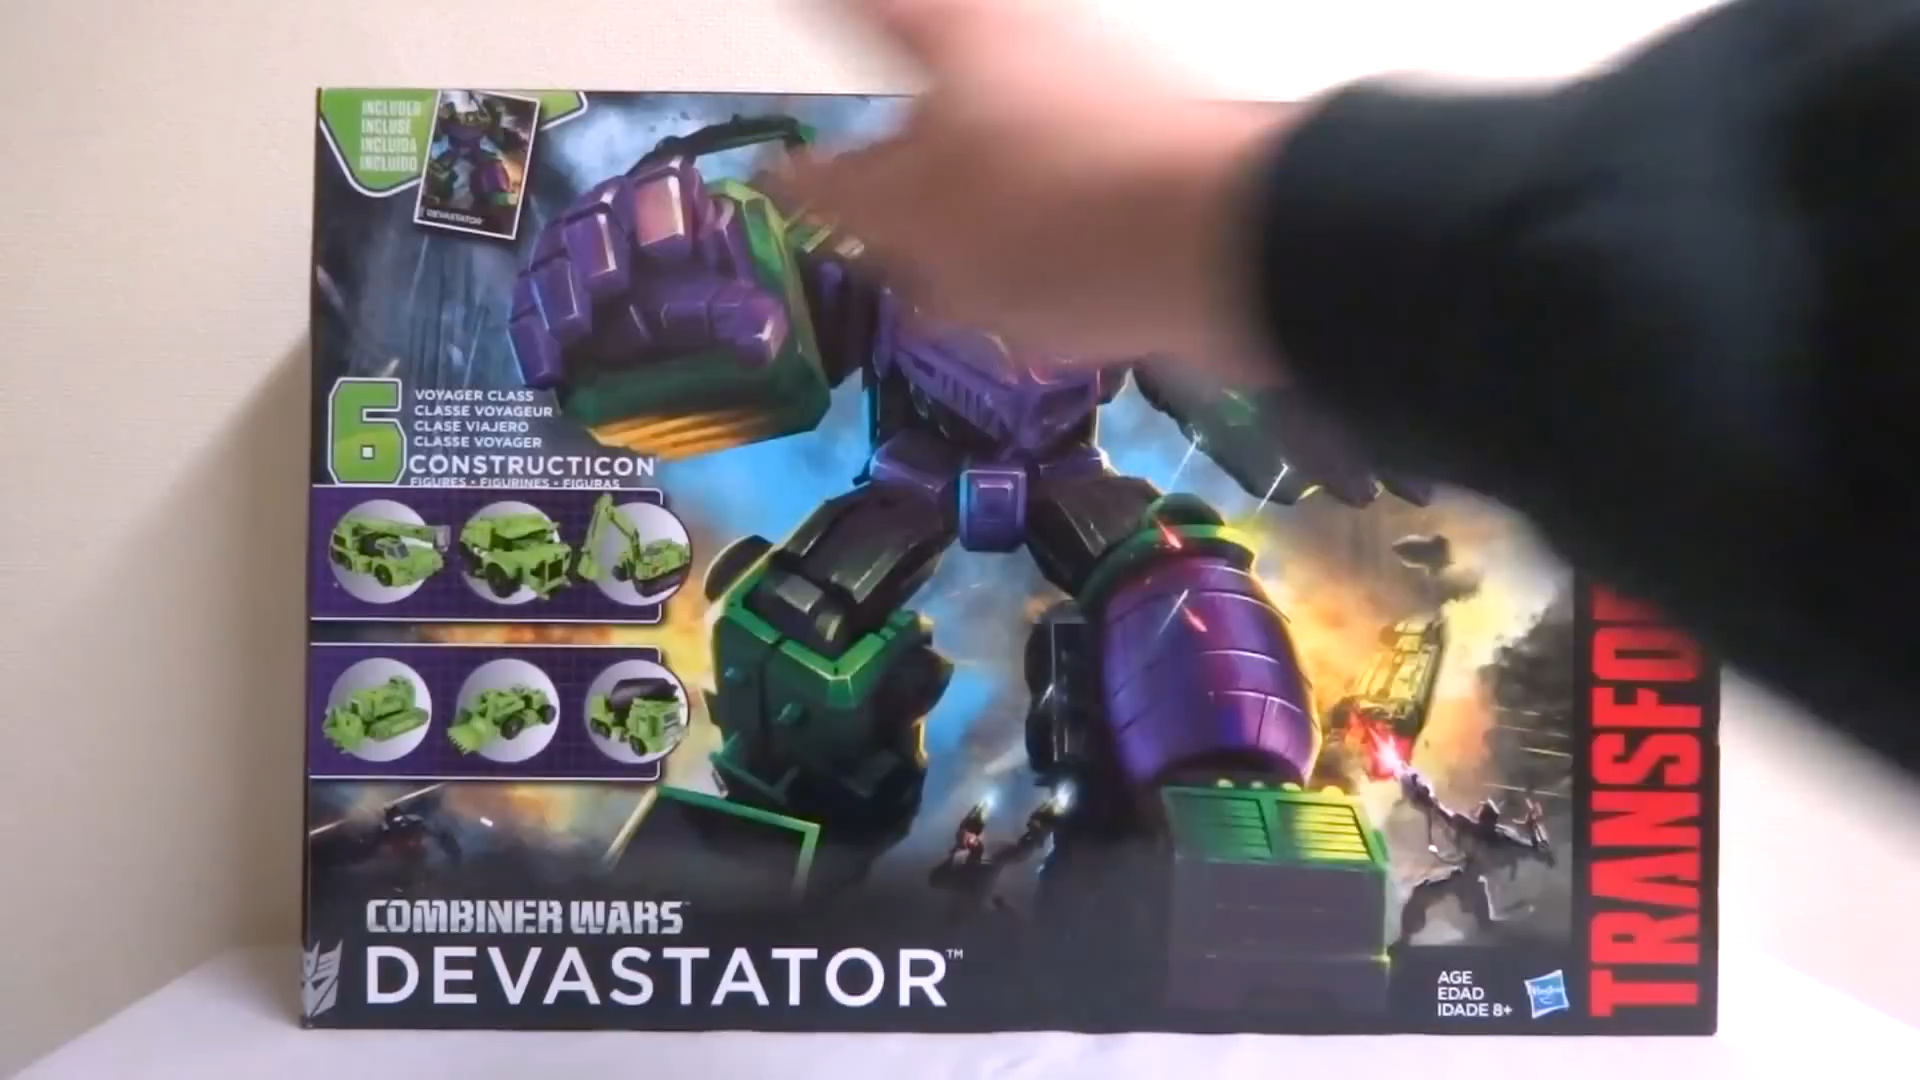 INCLUDED
INCLUSE
INCLUIDA
INCLUIDO
DEVASTATOR
6
VOYAGER CLASS
CLASSE VOYAGEUR
CLASE VIAJERO
CLASSE VOYAGER
CONSTRUCTICON
FIGURES • FIGURINES • FIGURAS
COMBINER WARS
DEVASTATOR™
AGE
EDAD
IDADE 8+
Hasbro
TRANSFO